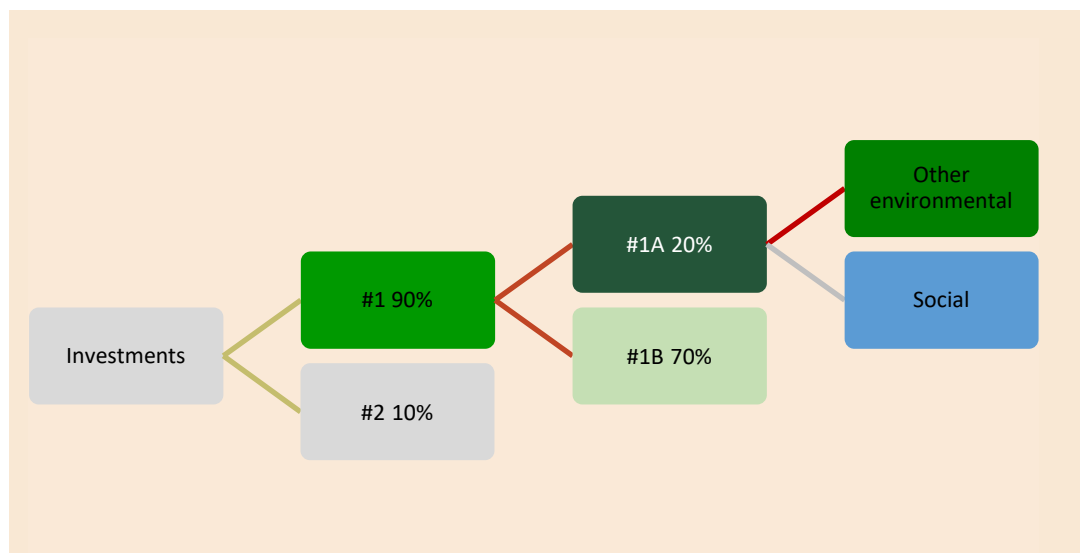 Investments
#1 90%
#2 10%
#1A 20%
#1B 70%
Other
environmental
Social